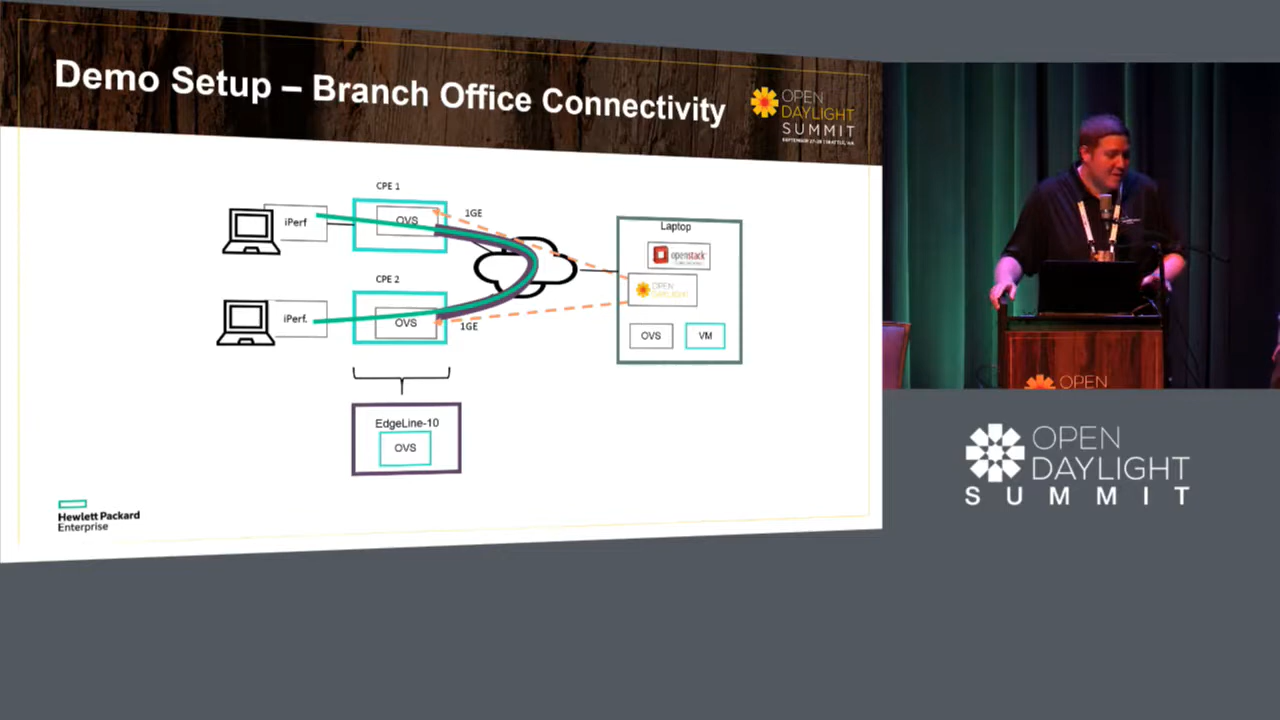 Demo Setup – Branch Office Connectivity
OPEN
DAYLIGHT
SUMMIT
CPE 1
iPerf
OVS
1GE
CPE 2
iPerf.
OVS
1GE
Laptop
openstack
OPEN
DAYLIGHT
OVS
VM
EdgeLine-10
OVS
Hewlett Packard
Enterprise
OPEN
OPEN
DAYLIGHT
SUMMIT